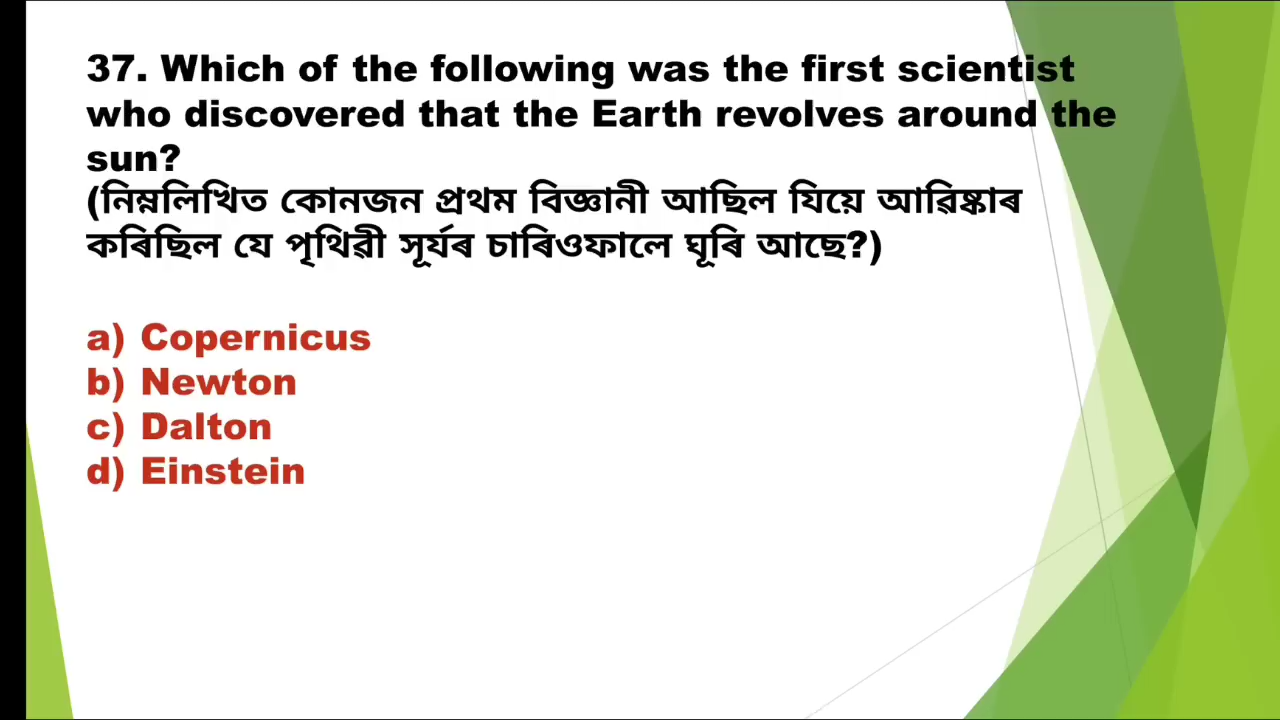 37. Which of the following was the first scientist
who discovered that the Earth revolves around the
sun?
(নিম্নলিখিত কোনজন প্ৰথম বিজ্ঞানী আছিল যিয়ে আৱিষ্কাৰ
কৰিছিল যে পৃথিৱী সূৰ্যৰ চাৰিওফালে ঘূৰি আছে?)
a) Copernicus
b) Newton
c) Dalton
d) Einstein